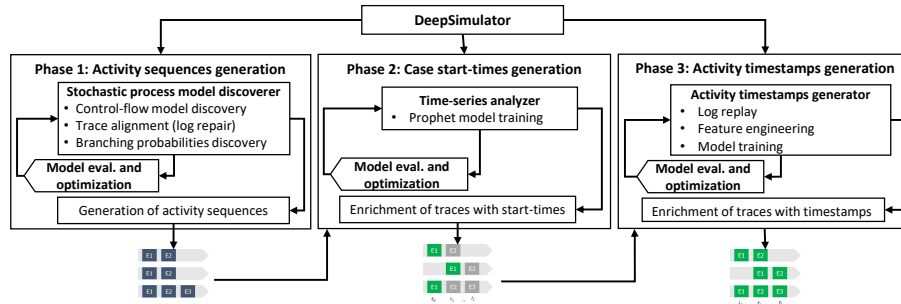 DeepSimulator
Phase 1: Activity sequences generation
Stochastic process model discoverer
• Control-flow model discovery
• Trace alignment (log repair)
• Branching probabilities discovery
Model eval. and
optimization
Generation of activity sequences
E1 E2
E1 E2
E1 E2 E3
Phase 2: Case start-times generation
Time-series analyzer
• Prophet model training
Model eval. and
optimization
Enrichment of traces with start-times
E1 E2
E1 E2
E1 E2 E3
Phase 3: Activity timestamps generation
Activity timestamps generator
• Log replay
• Feature engineering
• Model training
Model eval. and
optimization
Enrichment of traces with timestamps
E1 E2
E1 E2
E1 E2 E3